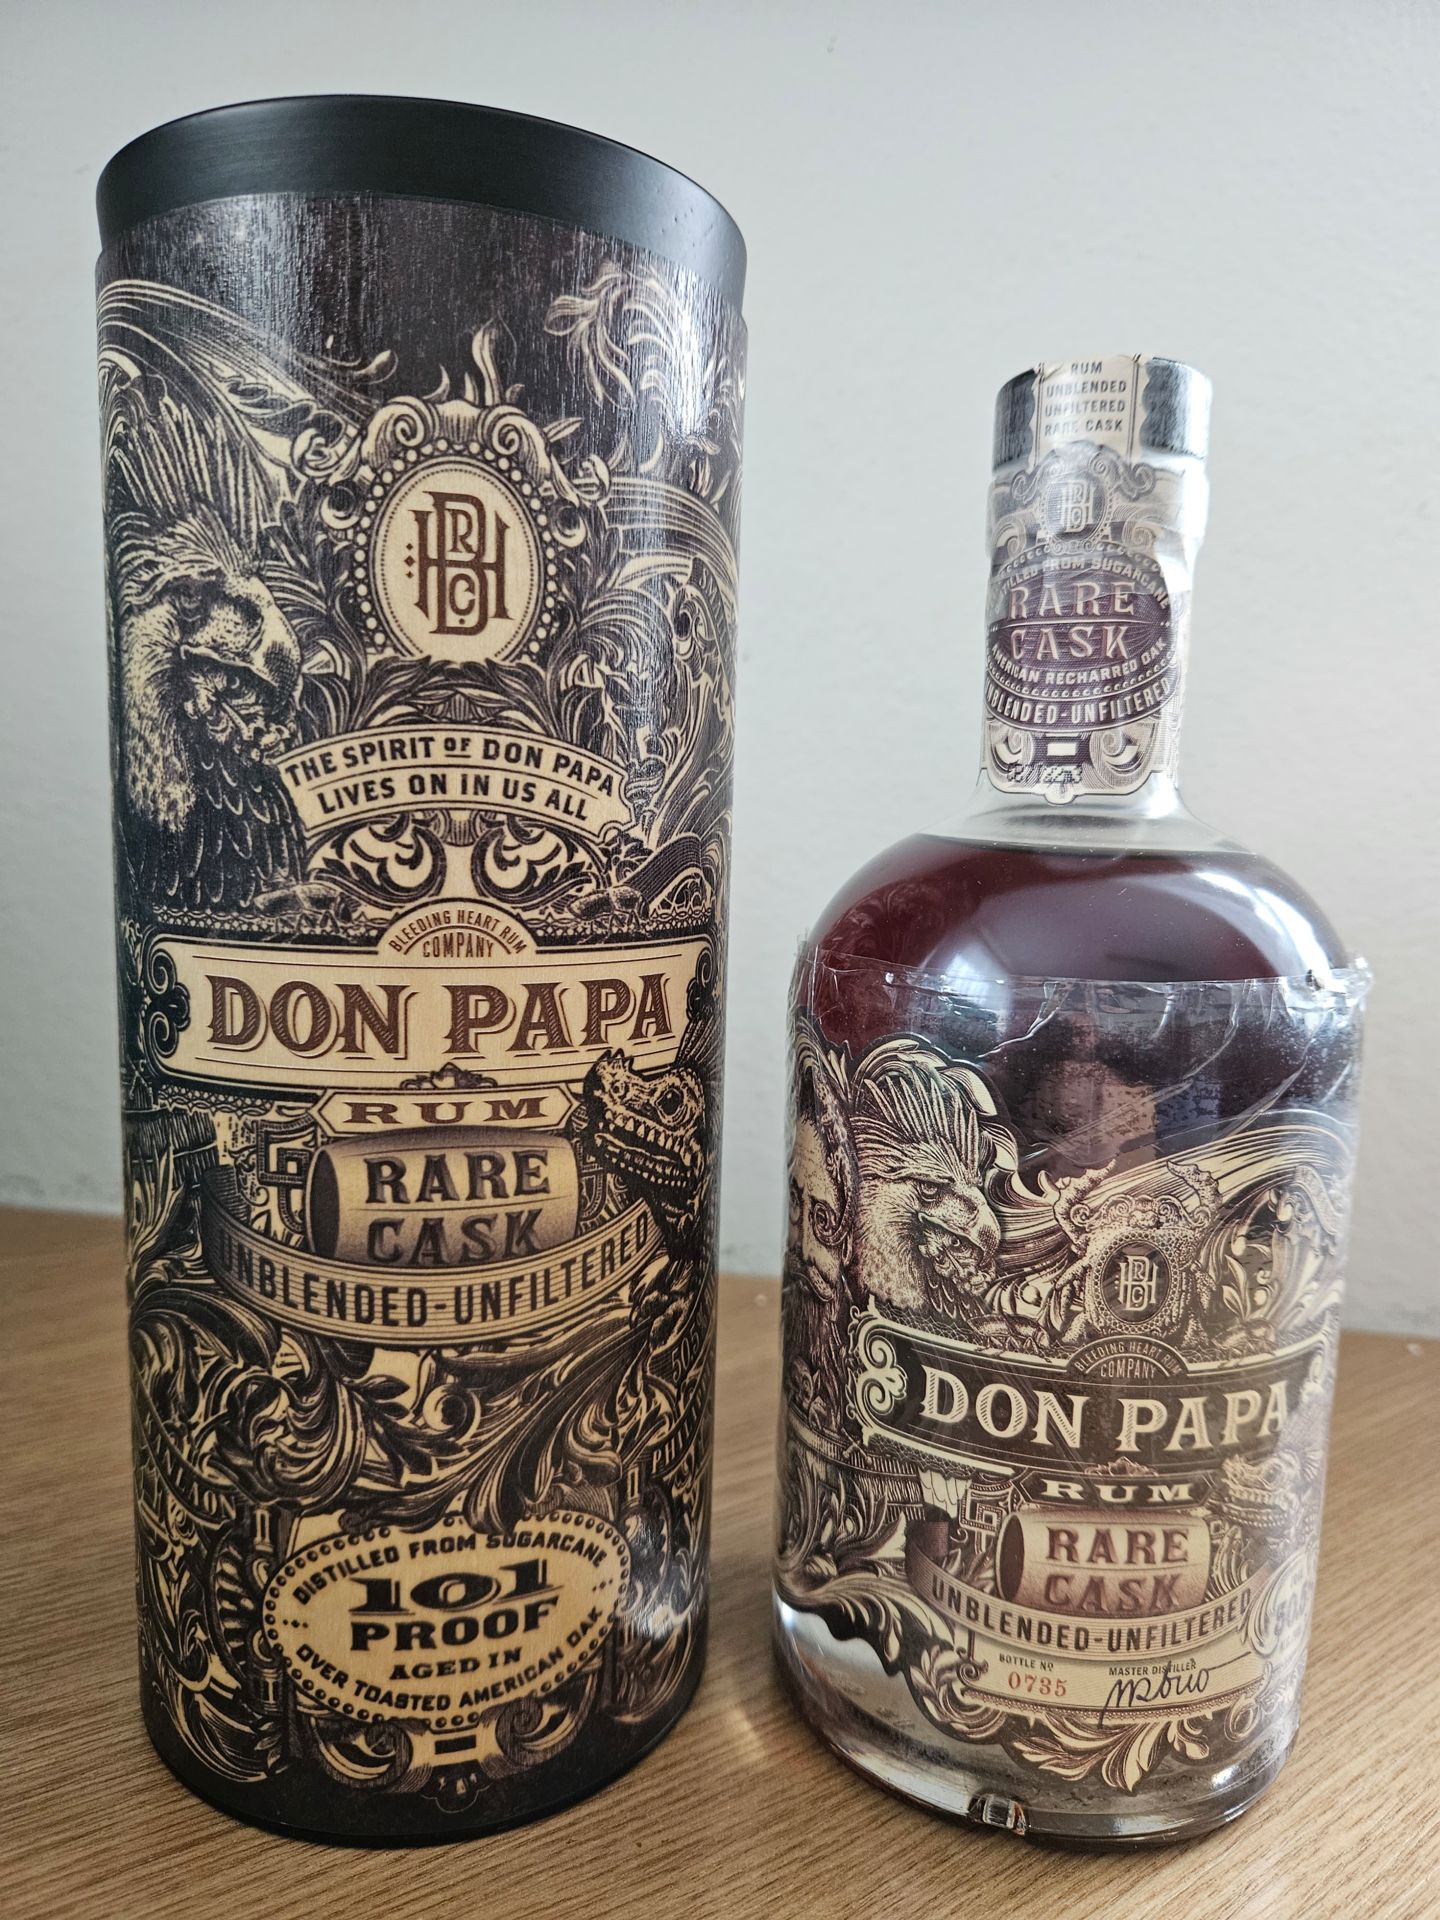 DRHBC
THE SPIRIT OF DON PAPA
LIVES ON IN US ALL
BLEEDING HEART RUM
COMPANY
DON PAPA
RUM
RARE
CASK
UNBLENDED-UNFILTERED
50.5
DISTILLED FROM SUGARCANE
101
PROOF
AGED IN
OVER TOASTED AMERICAN OAK
RUM
UNBLENDED
UNFILTERED
RARE CASK
FROM SUGARCANE
RARE
CASK
AMERICAN RECHARRED OAK
UNBLENDED-UNFILTERED
BLEEDING HEART RUM
COMPANY
DON PAPA
RUM
RARE
CASK
UNBLENDED-UNFILTERED
BOTTLE Nº
0735
MASTER DISTILLER